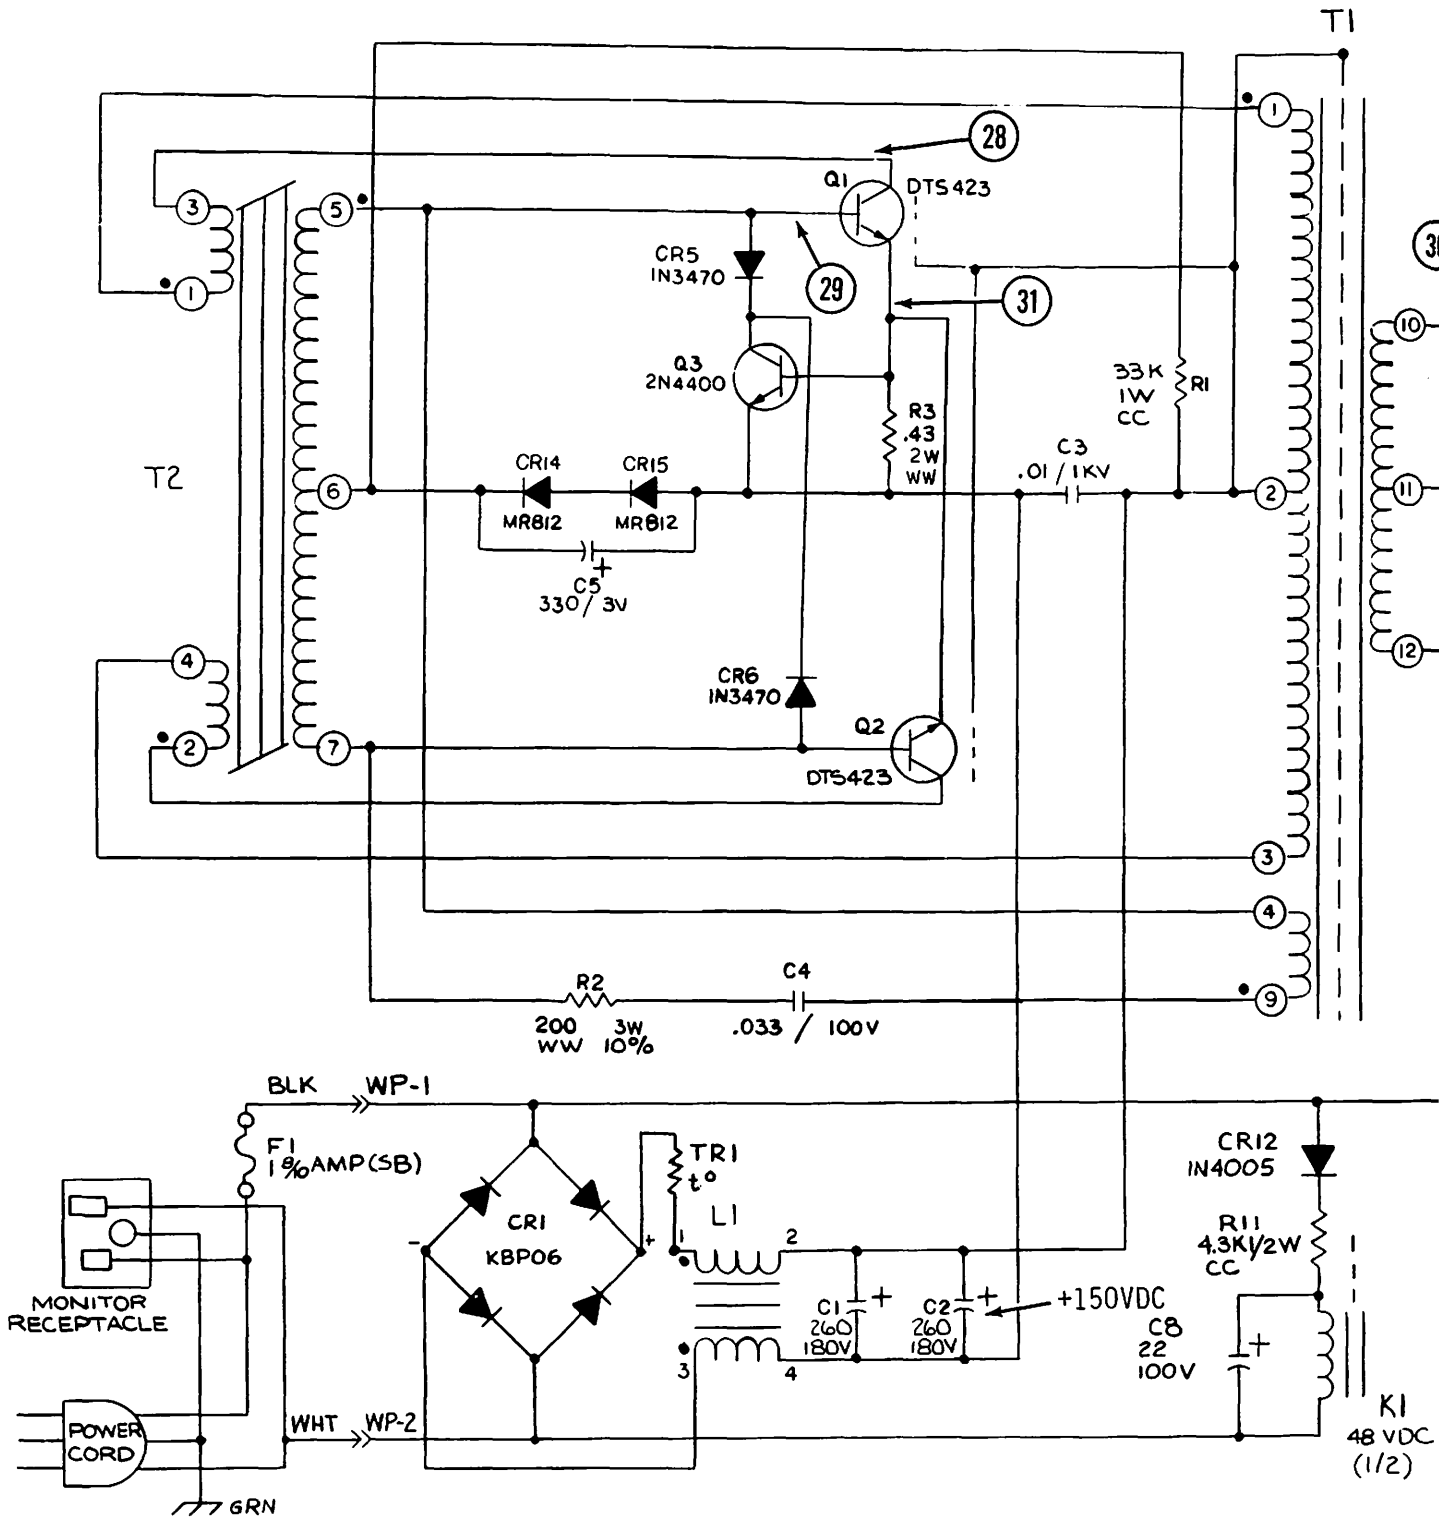 T1
1
28
Q1
DTS423
3
5
CR5
1N3470
1
29
31
10
Q3
2N4400
33K
1W
CC
R1
R3
.43
2W
WW
T2
CR14
CR15
C3
.01/1KV
6
2
11
MR812
MR812
C5
+
330/3V
4
12
CR6
1N3470
Q2
2
7
DTS423
3
4
R2
C4
9
200 3W
WW 10%
.033/100V
BLK WP-1
F1
1 8/10 AMP(SB)
TR1
t°
CR12
1N4005
CR1
KBP06
L1
- + 1 2
R11
4.3K 1/2W
CC
MONITOR
RECEPTACLE
C1 +
260
180V
C2 +
260
180V
+150VDC
C8
22
100V
+
3 4
POWER
CORD
WHT WP-2
K1
48 VDC
(1/2)
GRN